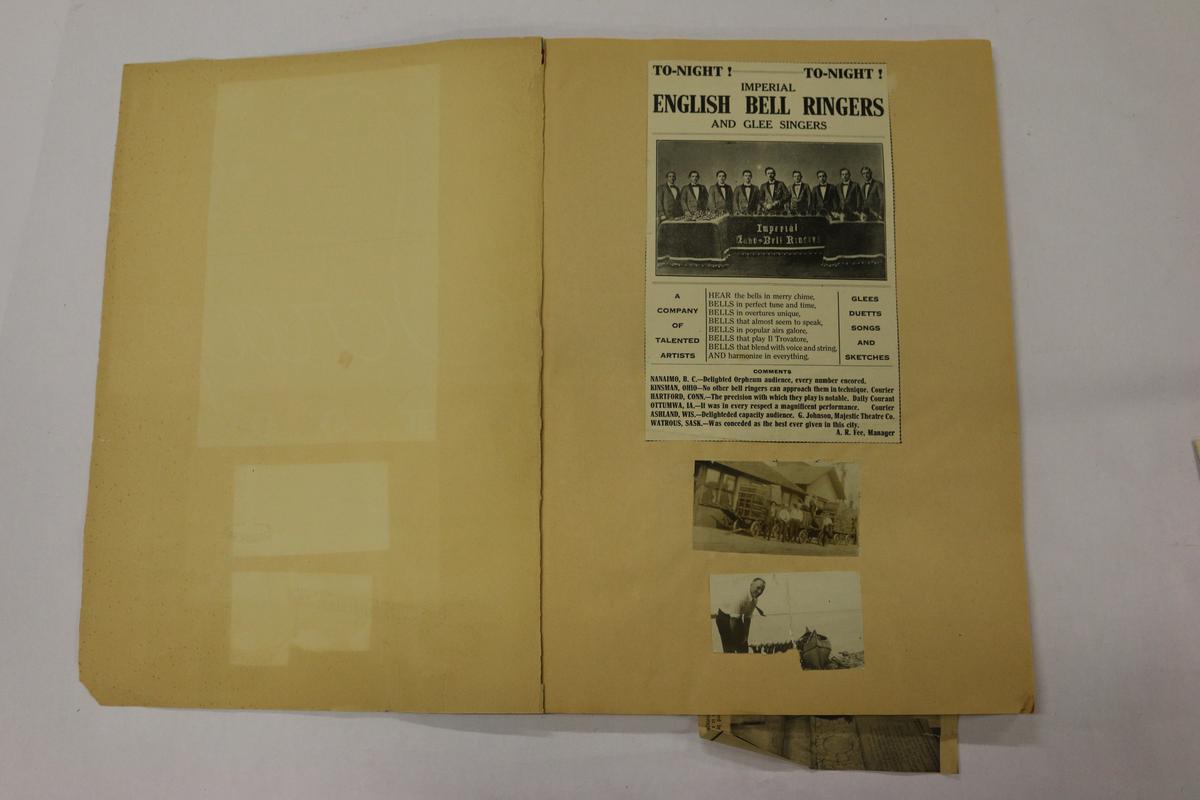 TO-NIGHT ! TO-NIGHT !
IMPERIAL
ENGLISH BELL RINGERS
AND GLEE SINGERS
Imperial
Hand-Bell Ringers
A
COMPANY
OF
TALENTED
ARTISTS
HEAR the bells in merry chime,
BELLS in perfect tune and time,
BELLS in overtures unique,
BELLS that almost seem to speak,
BELLS in popular airs galore,
BELLS that play Il Trovatore,
BELLS that blend with voice and string,
AND harmonize in everything.
GLEES
DUETTS
SONGS
AND
SKETCHES
COMMENTS
NANAIMO, B. C.—Delighted Orpheum audience, every number encored.
KINSMAN, OHIO—No other bell ringers can approach them in technique. Courier
HARTFORD, CONN.—The precision with which they play is notable. Daily Courant
OTTUMWA, IA.—It was in every respect a magnificent performance. Courier
ASHLAND, WIS.—Delighteded capacity audience. G. Johnson, Majestic Theatre Co.
WATROUS, SASK.—Was conceded as the best ever given in this city.
A. R. Fee, Manager